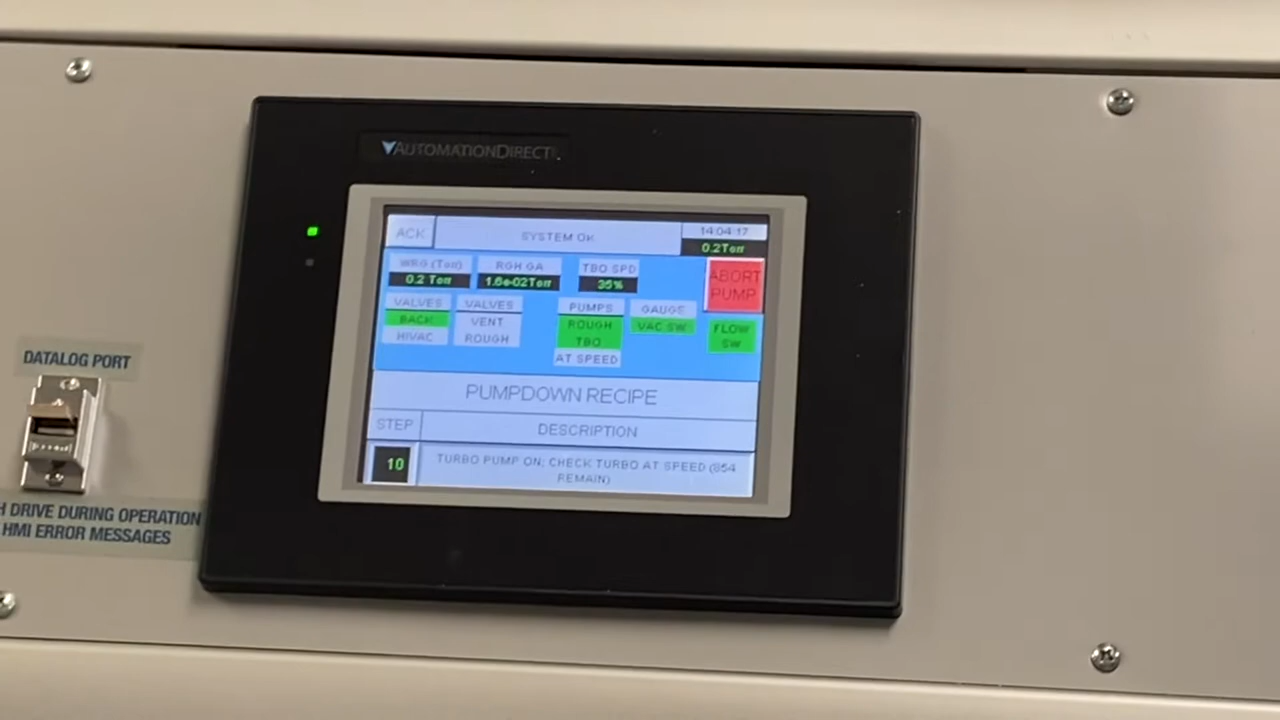 AUTOMATIONDIRECT
ACK
SYSTEM OK
14:04:17
0.2Torr
WRG (Torr)
RGH GA
TBO SPD
ABORT
PUMP
0.2 Torr
1.6e-02Torr
35%
VALVES
VALVES
PUMPS
GAUGE
BACK
VENT
ROUGH
VAC SW
FLOW
SW
HIVAC
ROUGH
TBO
AT SPEED
PUMPDOWN RECIPE
STEP
DESCRIPTION
10
TURBO PUMP ON; CHECK TURBO AT SPEED (854
REMAIN)
DATALOG PORT
DRIVE DURING OPERATION
HMI ERROR MESSAGES